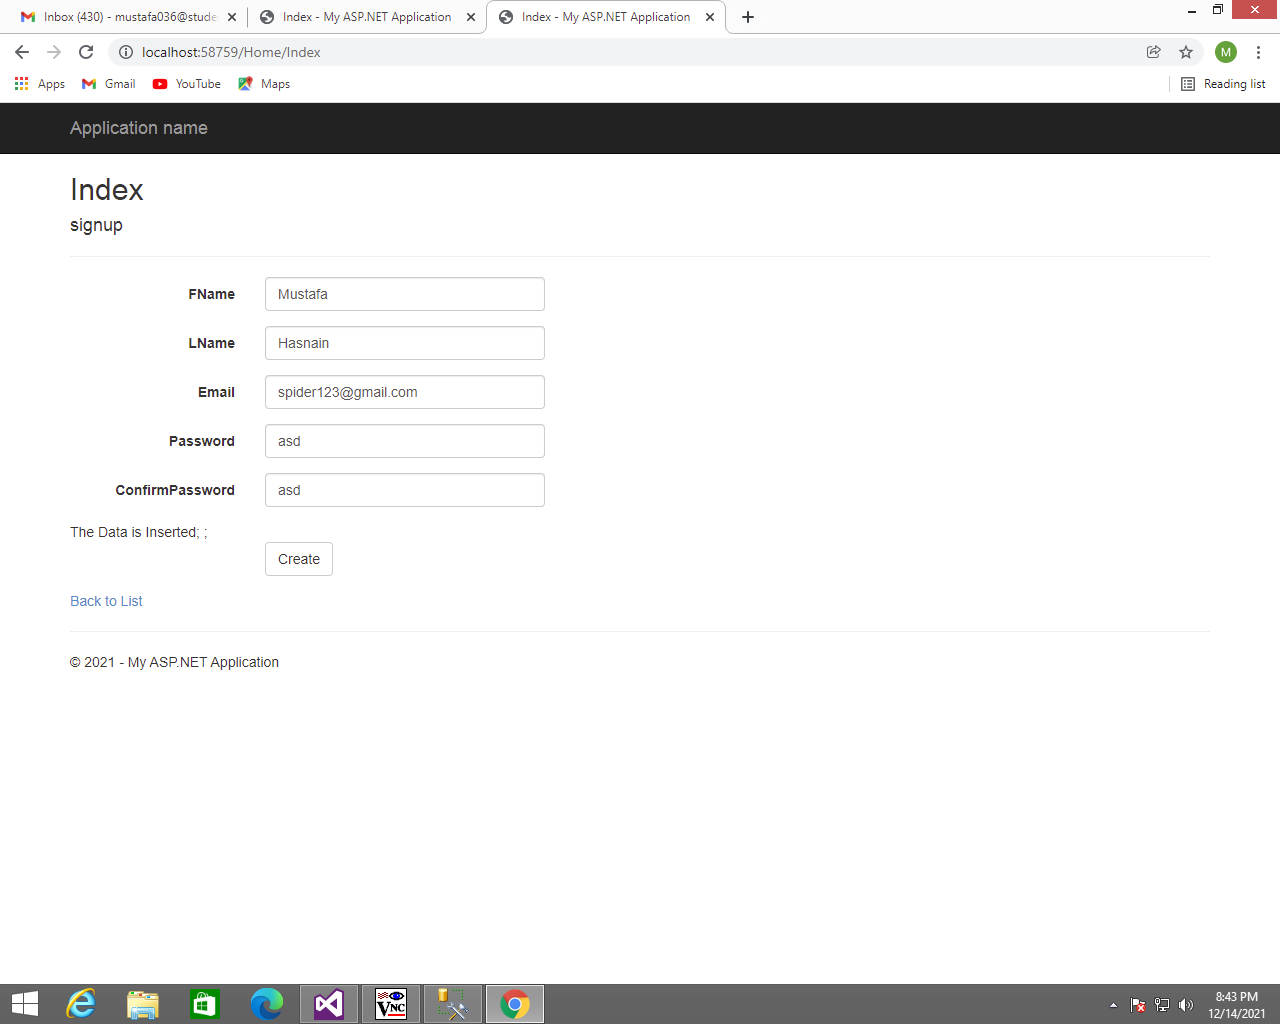 Inbox (430) - mustafa036@stude
Index - My ASP.NET Application
Index - My ASP.NET Application
localhost:58759/Home/Index
M
Apps
Gmail
YouTube
Maps
Reading list
Application name
Index
signup
FName Mustafa
LName Hasnain
Email spider123@gmail.com
Password asd
ConfirmPassword asd
The Data is Inserted; ;
Create
Back to List
© 2021 - My ASP.NET Application
VNC
8:43 PM
12/14/2021